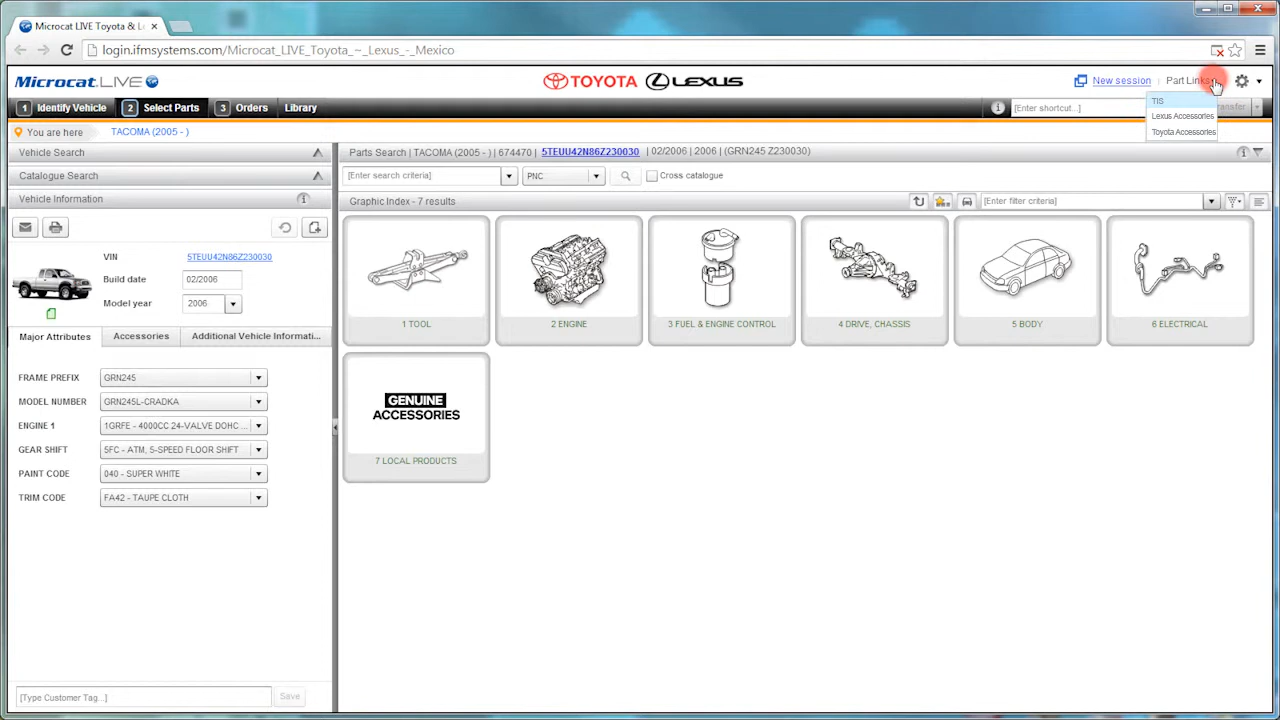 Microcat LIVE Toyota & L
login.ifmsystems.com/Microcat_LIVE_Toyota_~_Lexus_-_Mexico
Microcat.LIVE
TOYOTA LEXUS
New session
Part Links
1 Identify Vehicle
2 Select Parts
3 Orders
Library
[Enter shortcut...]
TIS
Lexus Accessories
Toyota Accessories
You are here
TACOMA (2005 - )
Vehicle Search
Catalogue Search
Vehicle Information
VIN 5TEUU42N86Z230030
Build date 02/2006
Model year 2006
Major Attributes
Accessories
Additional Vehicle Informati...
FRAME PREFIX GRN245
MODEL NUMBER GRN245L-CRADKA
ENGINE 1 1GRFE - 4000CC 24-VALVE DOHC ...
GEAR SHIFT 5FC - ATM, 5-SPEED FLOOR SHIFT
PAINT CODE 040 - SUPER WHITE
TRIM CODE FA42 - TAUPE CLOTH
[Type Customer Tag...]
Save
Parts Search | TACOMA (2005 - ) | 674470 | 5TEUU42N86Z230030 | 02/2006 | 2006 | (GRN245 Z30030)
[Enter search criteria]
PNC
Cross catalogue
Graphic Index - 7 results
[Enter filter criteria]
1 TOOL
2 ENGINE
3 FUEL & ENGINE CONTROL
4 DRIVE, CHASSIS
5 BODY
6 ELECTRICAL
GENUINE
ACCESSORIES
7 LOCAL PRODUCTS